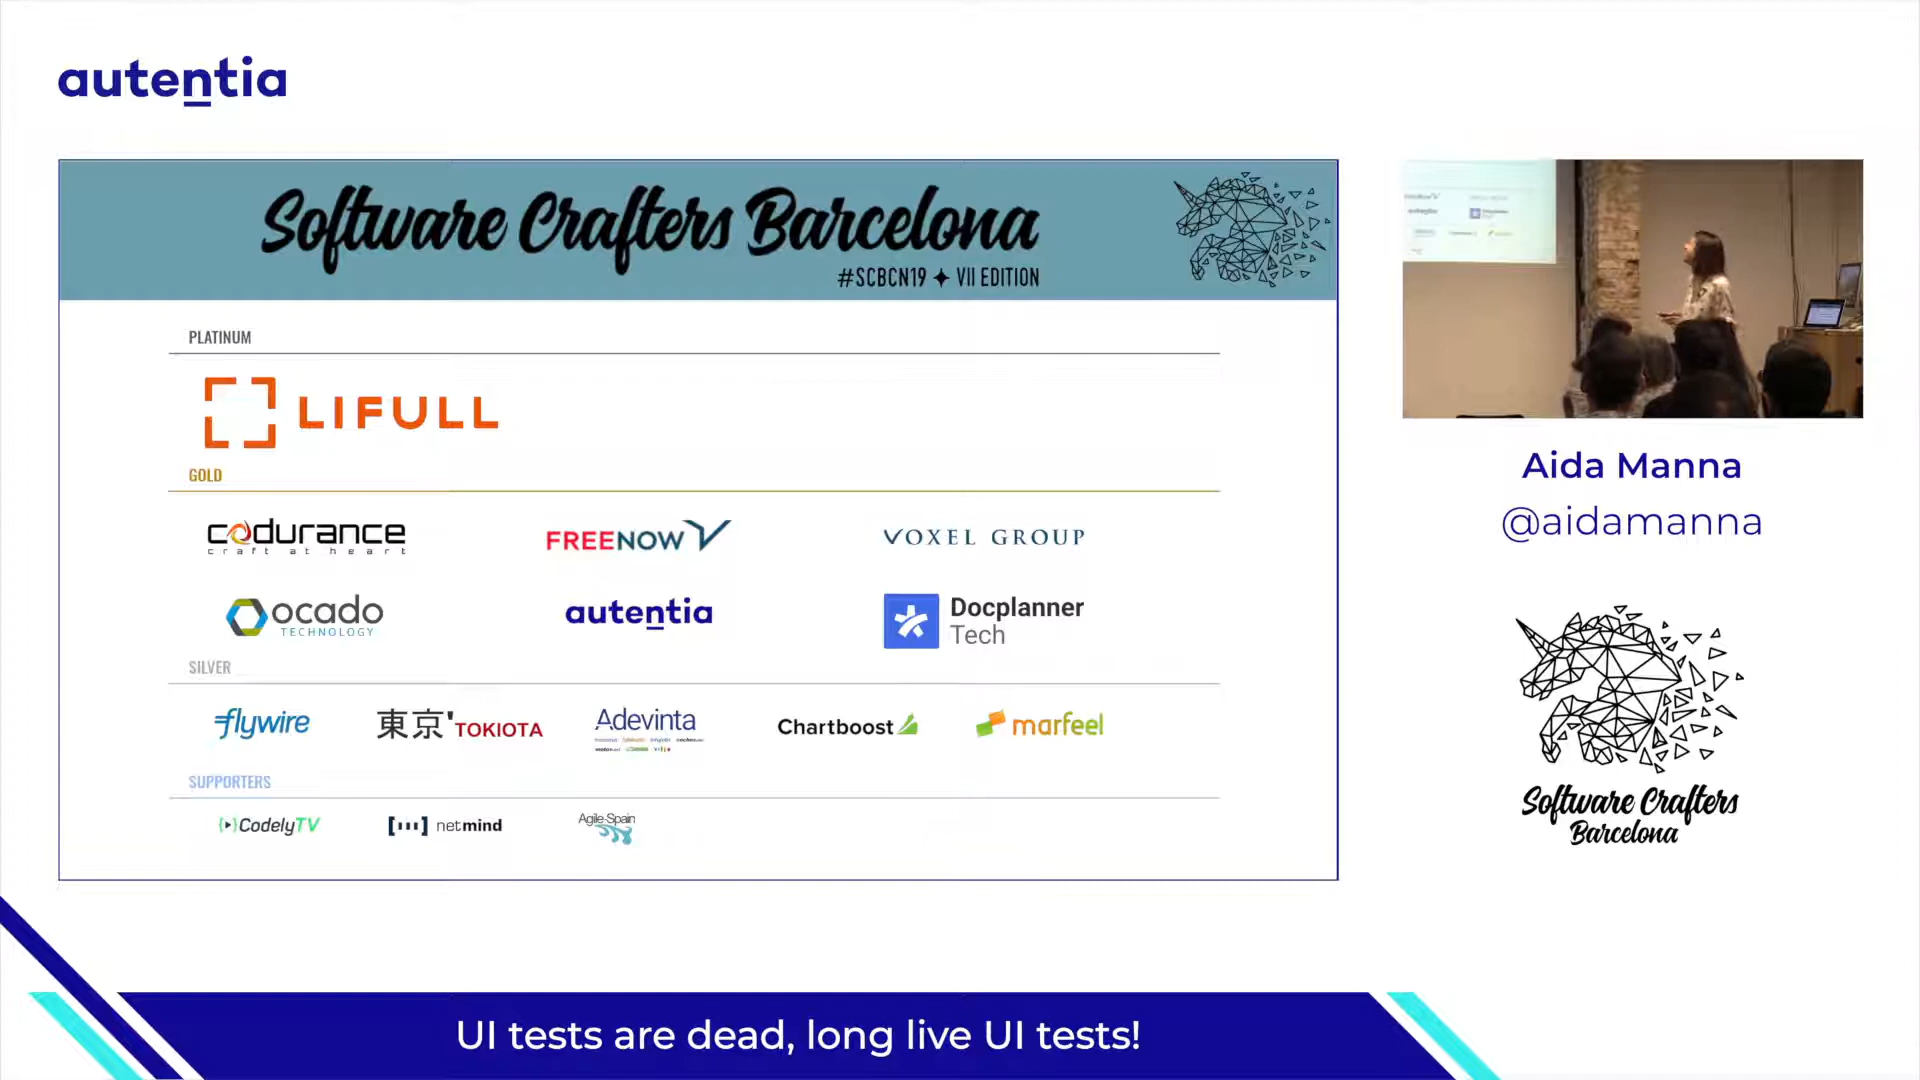 autentia
Software Crafters Barcelona
#SCBCN19 ✦ VII EDITION
PLATINUM
LIFULL
GOLD
codurance
craft at heart
FREENOW
VOXEL GROUP
ocado
TECHNOLOGY
autentia
Docplanner
Tech
SILVER
flywire
東京'TOKIOTA
Adevinta
Chartboost
marfeel
SUPPORTERS
{▸}CodelyTV
[ıııı] netmind
Agile-Spain
Aida Manna
@aidamanna
Software Crafters
Barcelona
UI tests are dead, long live UI tests!